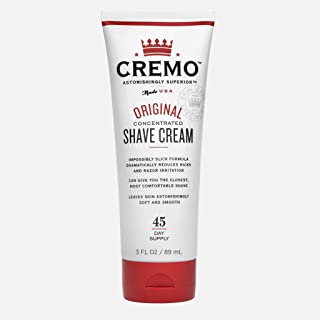 CREMO™
ASTONISHINGLY SUPERIOR™
Made USA
ORIGINAL
CONCENTRATED
SHAVE CREAM
IMPOSSIBLY SLICK FORMULA
DRAMATICALLY REDUCES NICKS
AND RAZOR IRRITATION
CAN GIVE YOU THE CLOSEST,
MOST COMFORTABLE SHAVE
LEAVES SKIN ASTONISHINGLY
SOFT AND SMOOTH
45
DAY
SUPPLY
3 FL OZ / 89 mL